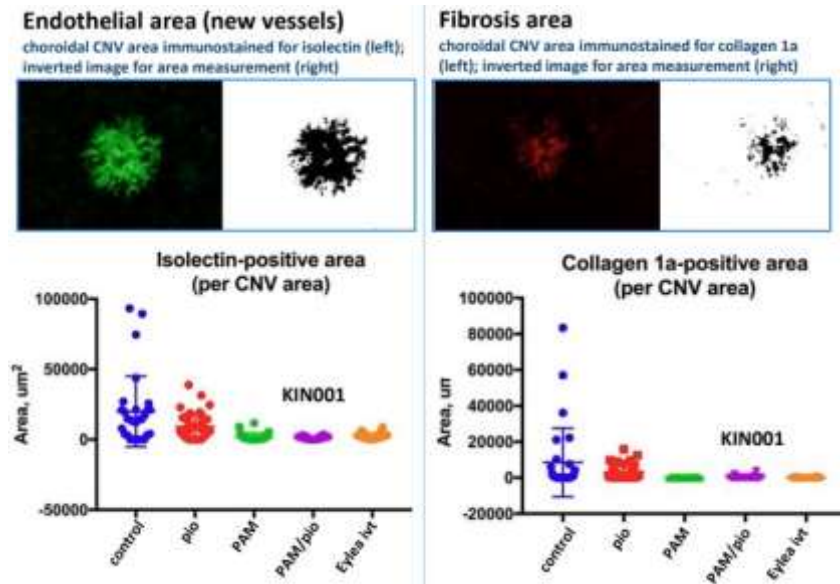 Endothelial area (new vessels)
choroidal CNV area immunostained for isolectin (left);
inverted image for area measurement (right)
Isolectin-positive area
(per CNV area)
100000
50000
0
-50000
Area, um²
KIN001
control
pio
PAM
PAM/pio
Eylea ivt
Fibrosis area
choroidal CNV area immunostained for collagen 1a
(left); inverted image for area measurement (right)
Collagen 1a-positive area
(per CNV area)
100000
80000
60000
40000
20000
0
-20000
Area, um
KIN001
control
pio
PAM
PAM/pio
Eylea ivt